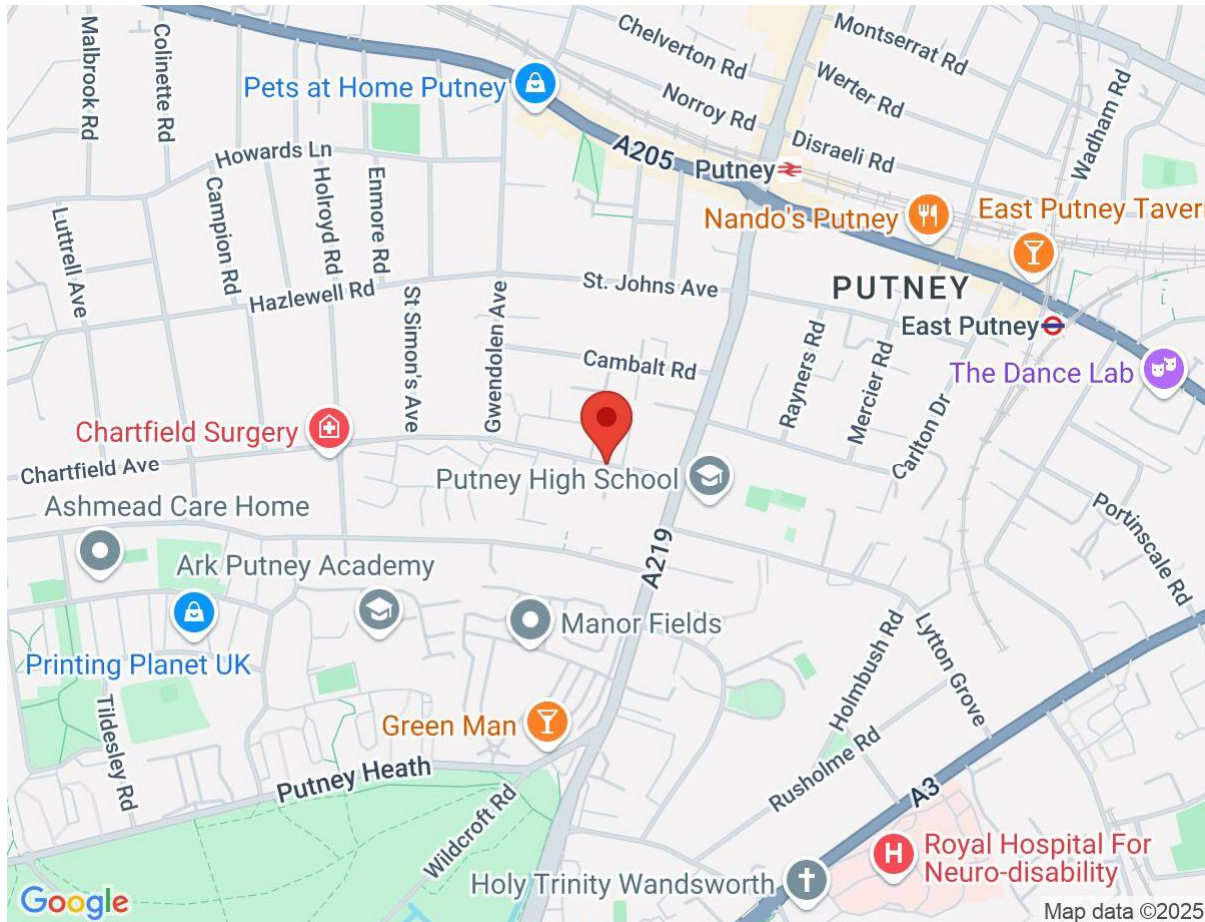 Malbrook Rd
Colinette Rd
Chelverton Rd
Montserrat Rd
Pets at Home Putney
Werter Rd
Norroy Rd
Wadham Rd
Disraeli Rd
Howards Ln
A205
Putney
Campion Rd
Holroyd Rd
Enmore Rd
Nando's Putney
East Putney Taver
Luttrell Ave
Hazlewell Rd
St Simon's Ave
Gwendolen Ave
St. Johns Ave
PUTNEY
East Putney
Cambalt Rd
Rayners Rd
Mercier Rd
The Dance Lab
Carlton Dr
Chartfield Surgery
Chartfield Ave
Putney High School
Ashmead Care Home
Portinscale Rd
A219
Ark Putney Academy
Manor Fields
Printing Planet UK
Holmbush Rd
Lytton Grove
Tildesley Rd
Green Man
Putney Heath
Rusholme Rd
Wildcroft Rd
A3
Royal Hospital For
Neuro-disability
Holy Trinity Wandsworth
Google
Map data ©2025